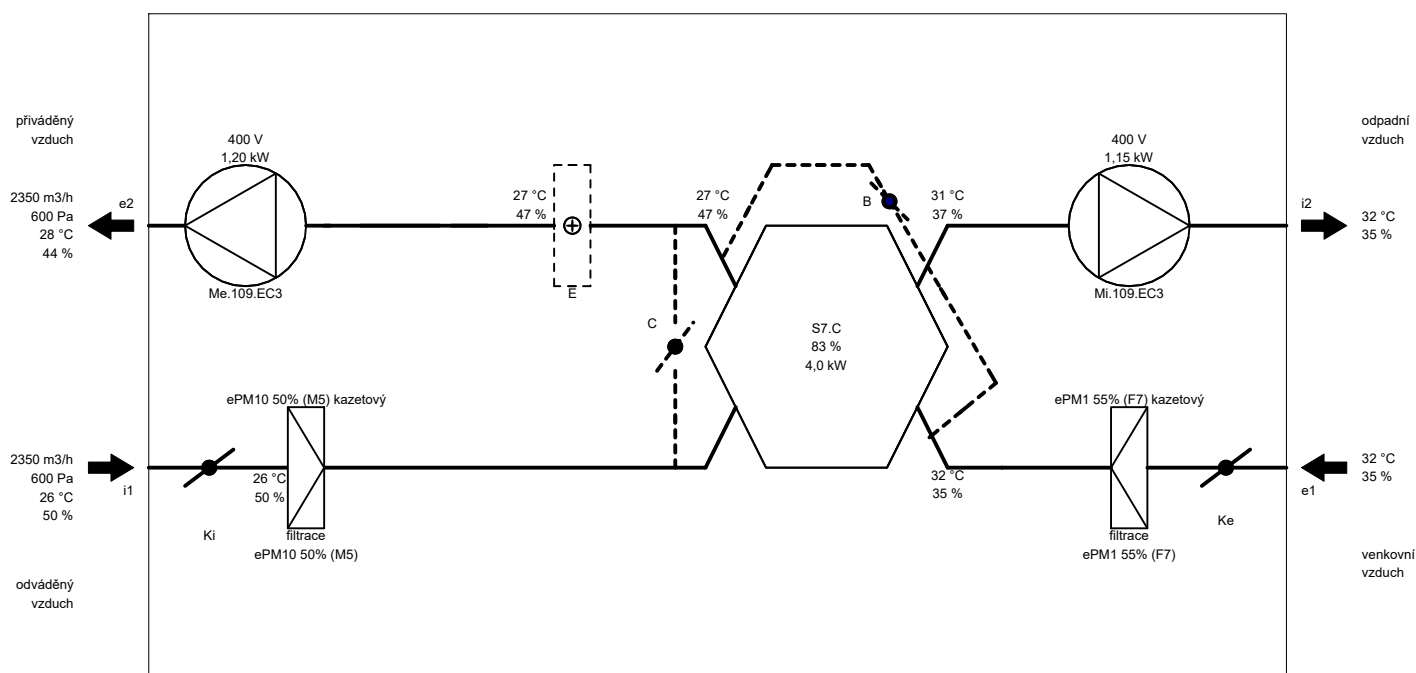 přiváděný
vzduch
2350 m3/h
600 Pa
28 °C
44 %
e2
400 V
1,20 kW
Me.109.EC3
27 °C
47 %
E
27 °C
47 %
C
B
31 °C
37 %
400 V
1,15 kW
Mi.109.EC3
odpadní
vzduch
i2
32 °C
35 %
S7.C
83 %
4,0 kW
2350 m3/h
600 Pa
26 °C
50 %
i1
odváděný
vzduch
Ki
ePM10 50% (M5) kazetový
26 °C
50 %
filtrace
ePM10 50% (M5)
32 °C
35 %
ePM1 55% (F7) kazetový
filtrace
ePM1 55% (F7)
Ke
e1
32 °C
35 %
venkovní
vzduch